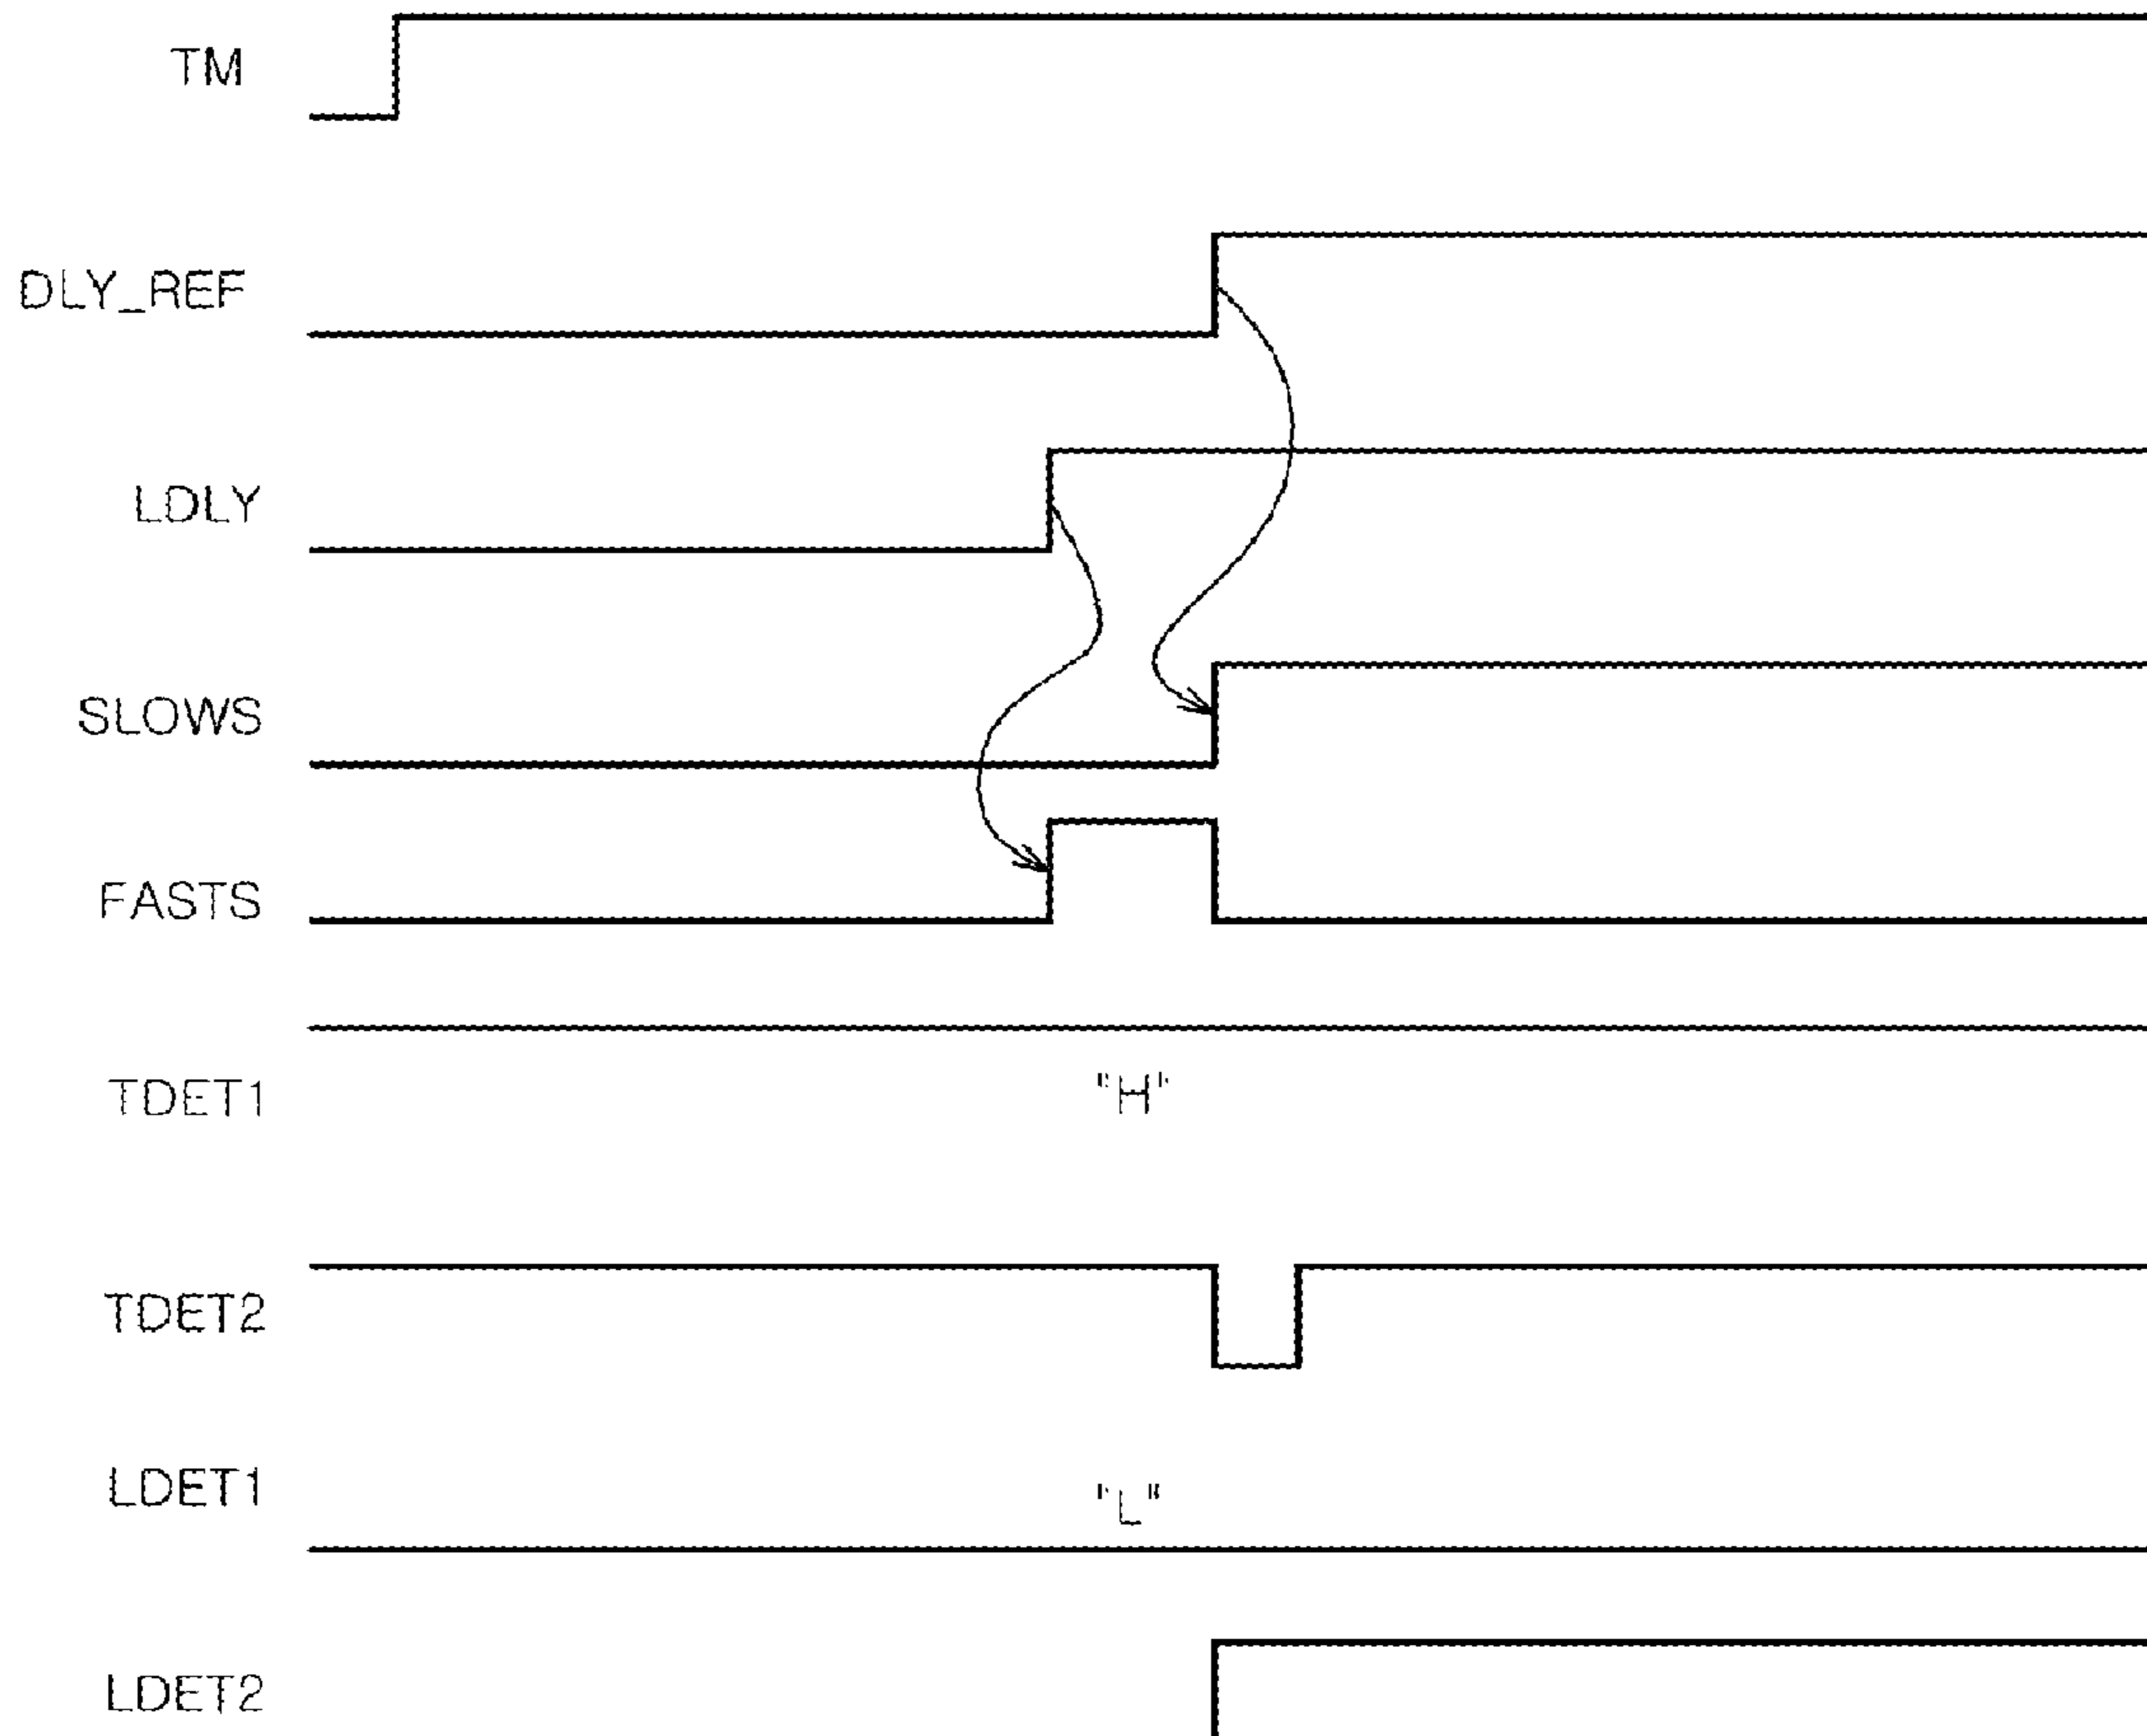 TM
DLY_REF
LDLY
SLOWS
FASTS
TDET1
"H"
TDET2
LDET1
"L"
LDET2